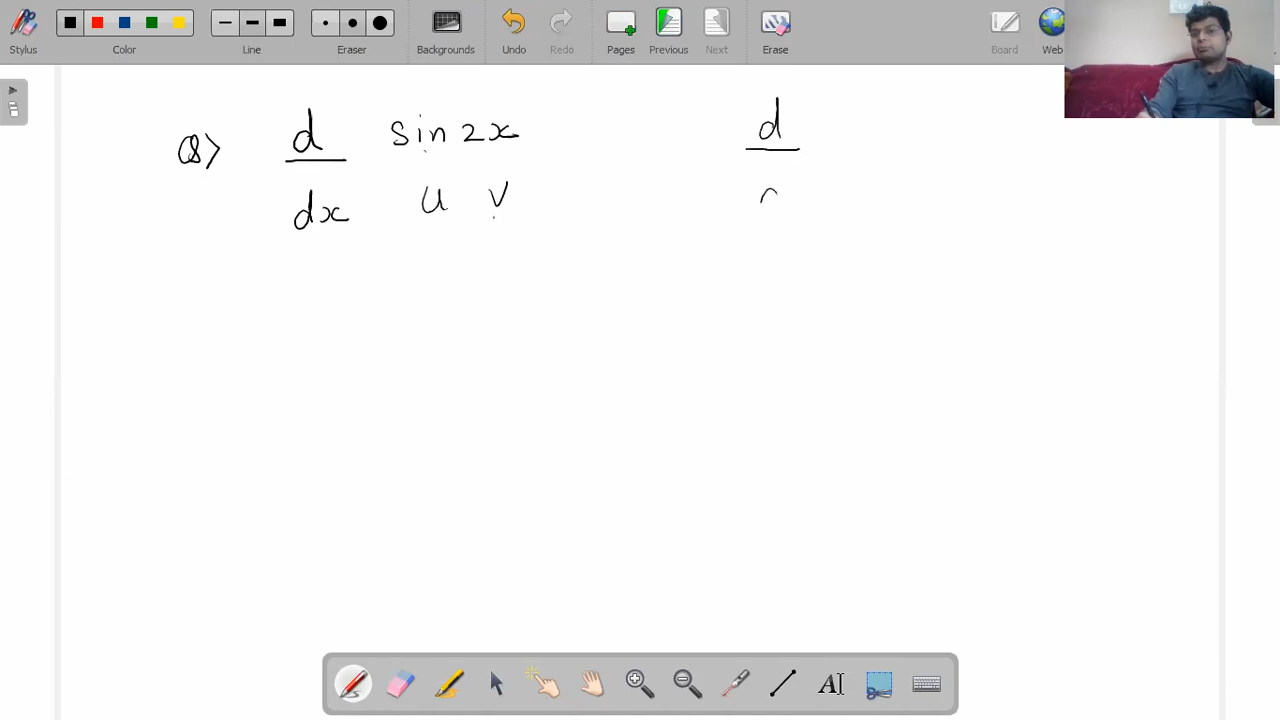 Stylus Color Line Eraser Backgrounds Undo Redo Pages Previous Next Erase Board Web
Q> d/dx sin 2x
u v
d